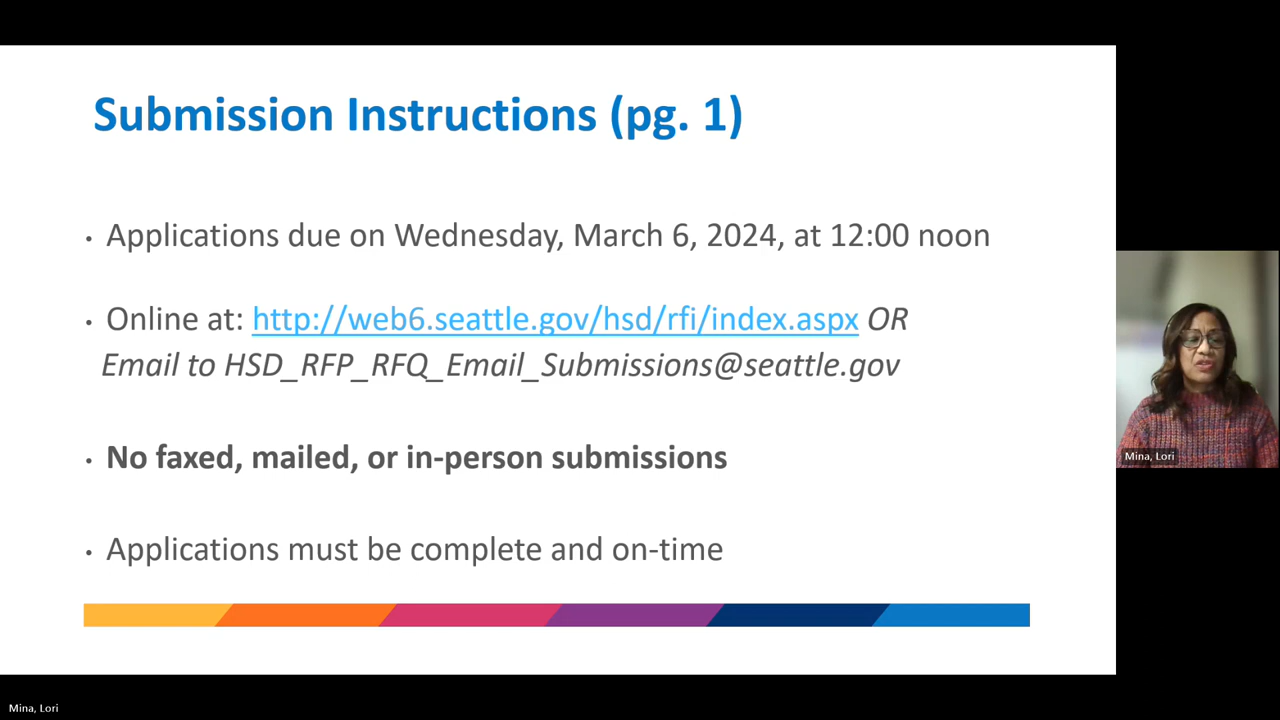 Submission Instructions (pg. 1)
• Applications due on Wednesday, March 6, 2024, at 12:00 noon
• Online at: http://web6.seattle.gov/hsd/rfi/index.aspx OR
Email to HSD_RFP_RFQ_Email_Submissions@seattle.gov
• No faxed, mailed, or in-person submissions
• Applications must be complete and on-time
Mina, Lori
Mina, Lori